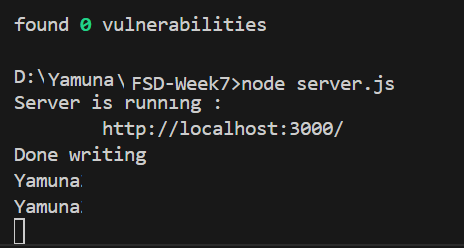 found 0 vulnerabilities
D:\Yamuna\ FSD-Week7>node server.js
Server is running :
http://localhost:3000/
Done writing
Yamuna
Yamuna